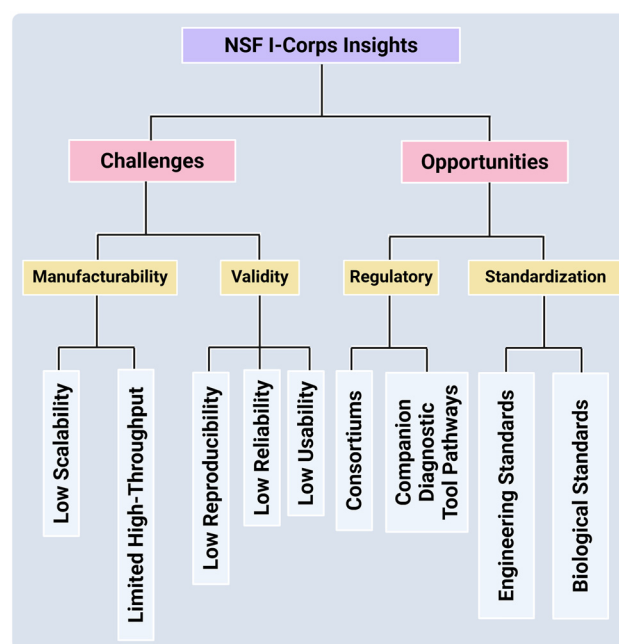 NSF I-Corps Insights
Challenges
Opportunities
Manufacturability
Validity
Regulatory
Standardization
Low Scalability
Limited High-Throughput
Low Reproducibility
Low Reliability
Low Usability
Consortiums
Companion
Diagnostic
Tool Pathways
Engineering Standards
Biological Standards